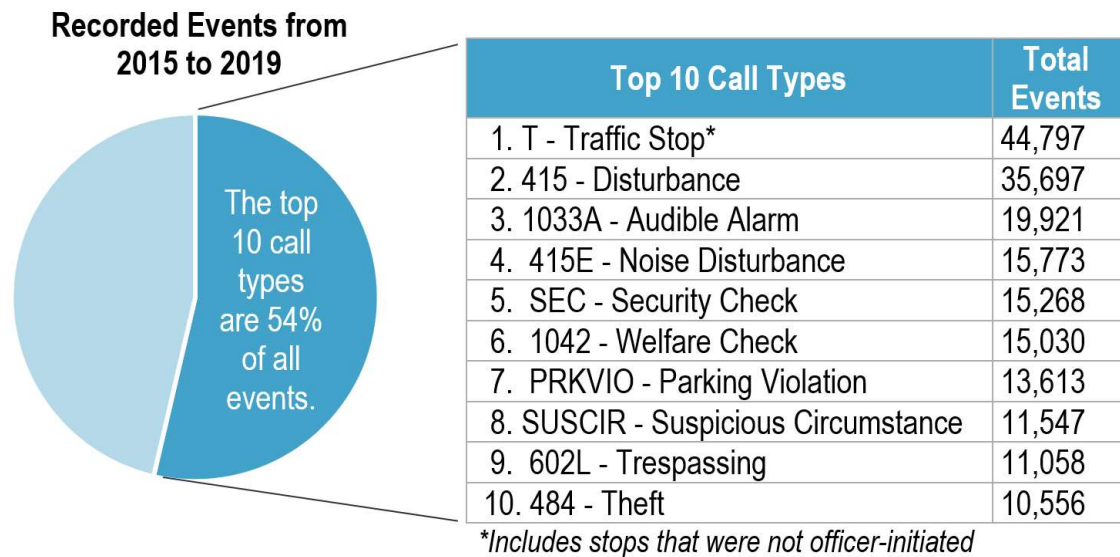 Recorded Events from
2015 to 2019
The top
10 call
types
are 54%
of all
events.
Top 10 Call Types Total Events
1. T - Traffic Stop* 44,797
2. 415 - Disturbance 35,697
3. 1033A - Audible Alarm 19,921
4. 415E - Noise Disturbance 15,773
5. SEC - Security Check 15,268
6. 1042 - Welfare Check 15,030
7. PRKVIO - Parking Violation 13,613
8. SUSCIR - Suspicious Circumstance 11,547
9. 602L - Trespassing 11,058
10. 484 - Theft 10,556
*Includes stops that were not officer-initiated